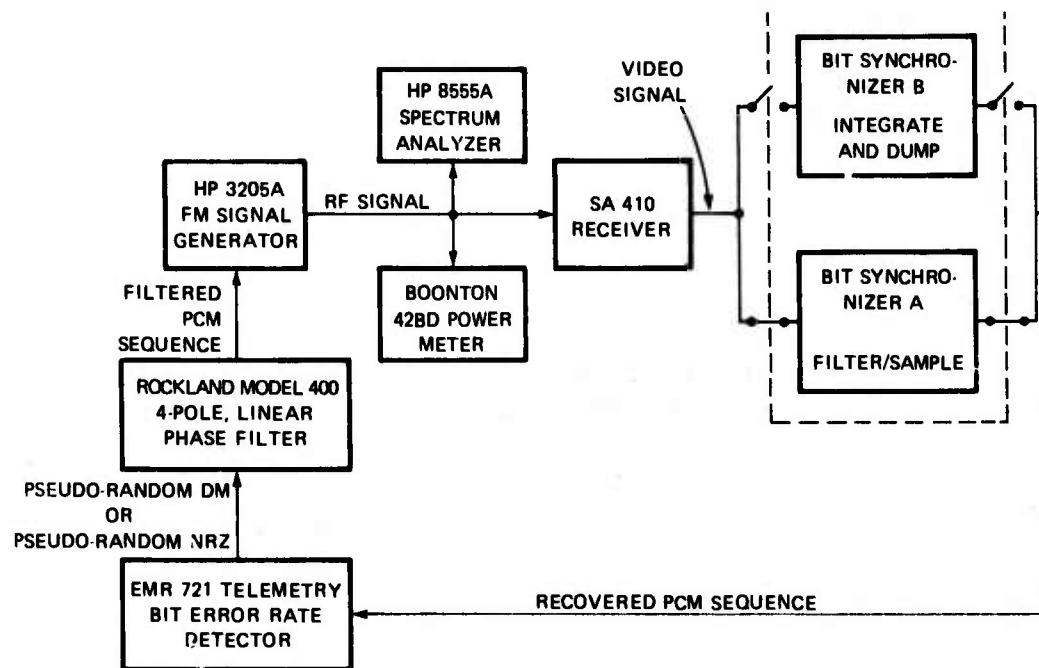 HP 8555A
SPECTRUM
ANALYZER
VIDEO
SIGNAL
BIT SYNCHRO-
NIZER B
INTEGRATE
AND DUMP
HP 3205A
FM SIGNAL
GENERATOR
RF SIGNAL
SA 410
RECEIVER
BOONTON
42BD POWER
METER
BIT SYNCHRO-
NIZER A
FILTER/SAMPLE
FILTERED
PCM
SEQUENCE
ROCKLAND MODEL 400
4-POLE, LINEAR
PHASE FILTER
PSEUDO-RANDOM DM
OR
PSEUDO-RANDOM NRZ
EMR 721 TELEMETRY
BIT ERROR RATE
DETECTOR
RECOVERED PCM SEQUENCE